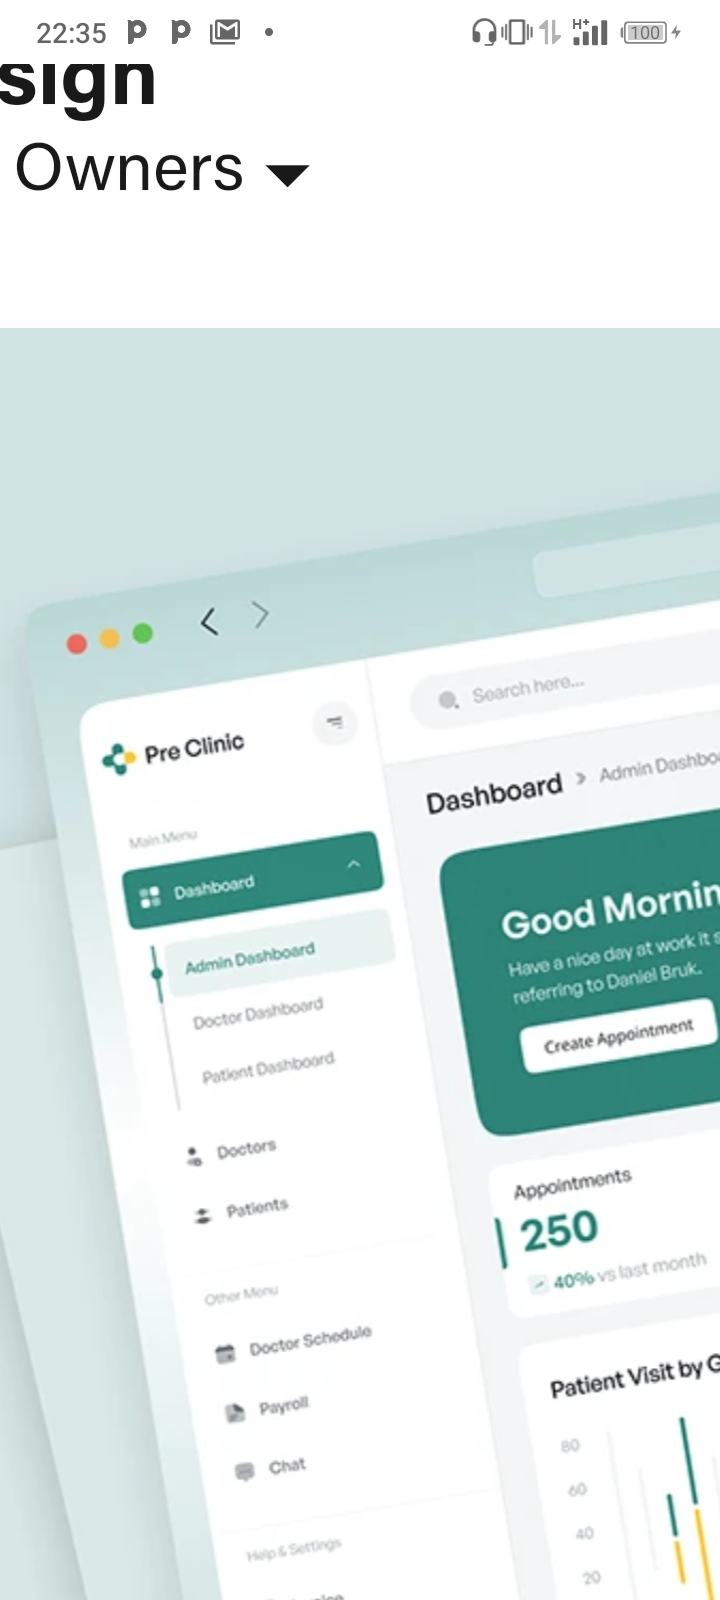 22:35
H+
100
sign
Owners
Search here...
Pre Clinic
Dashboard
Admin
Main Menu
Dashboard
Good
Have a nice day at work it
referring to Daniel Bruk.
Create Appointment
Admin Dashboard
Doctor Dashboard
Patient Dashboard
Doctors
Patients
Appointments
250
40% vs last month
Other Menu
Doctor Schedule
Payroll
Chat
Patient Visit by G
80
60
40
20
Help & Settings